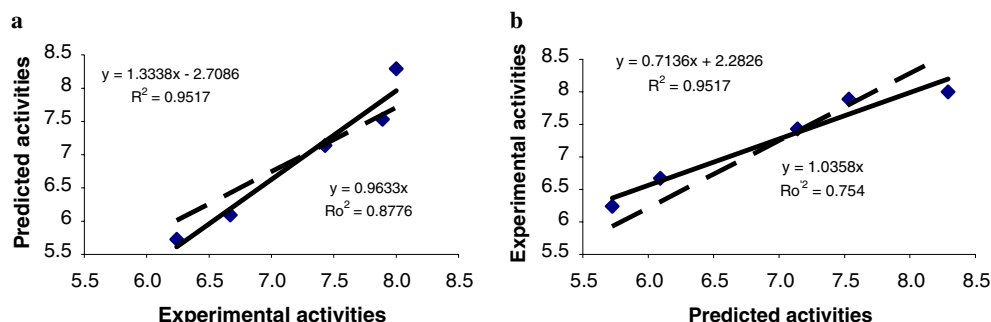 a
8.5
8
7.5
7
6.5
6
5.5
5.5 6.0 6.5 7.0 7.5 8.0 8.5
Predicted activities
Experimental activities
y = 1.3338x - 2.7086
R² = 0.9517
y = 0.9633x
Ro² = 0.8776
b
8.5
8
7.5
7
6.5
6
5.5
5.5 6.0 6.5 7.0 7.5 8.0 8.5
Experimental activities
Predicted activities
y = 0.7136x + 2.2826
R² = 0.9517
y = 1.0358x
Ro'² = 0.754